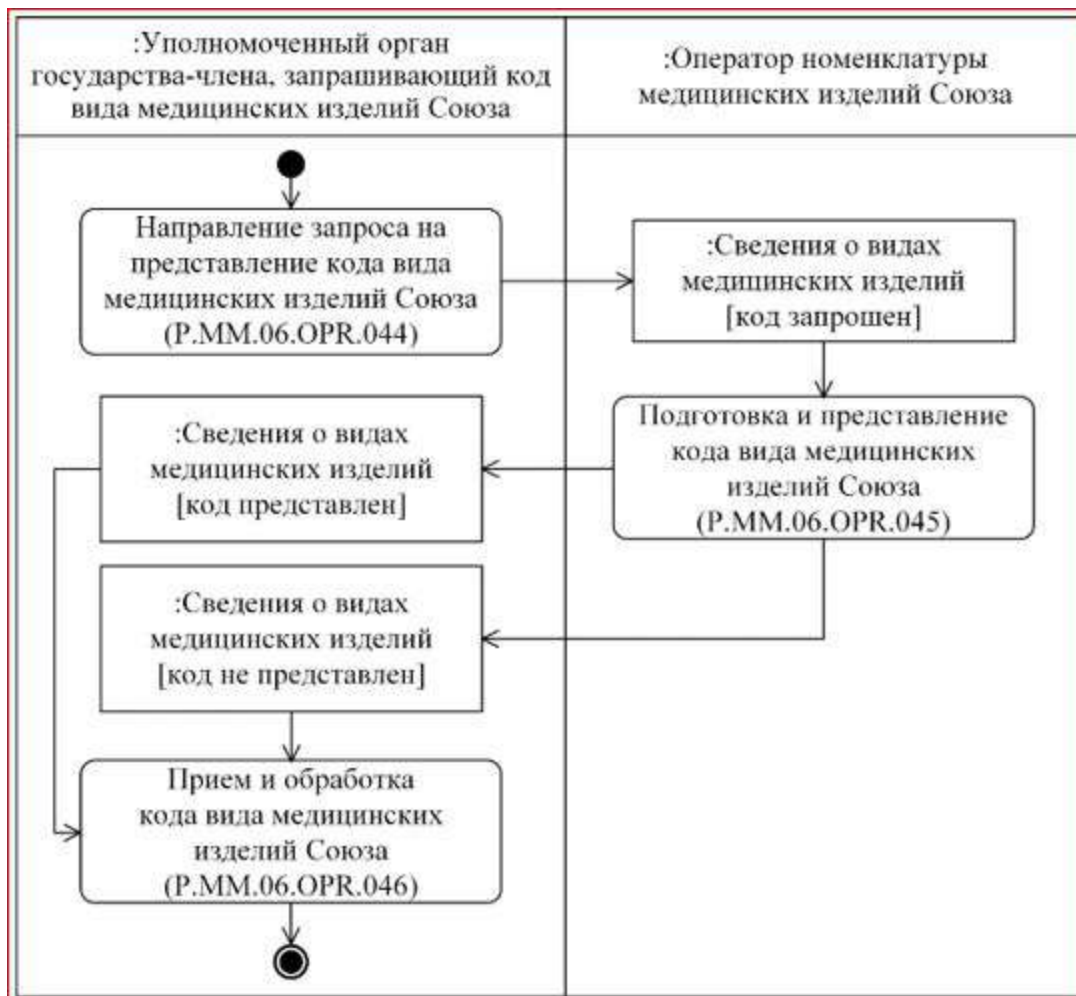 :Уполномоченный орган
государства-члена, запрашивающий код
вида медицинских изделий Союза
:Оператор номенклатуры
медицинских изделий Союза
Направление запроса на
представление кода вида
медицинских изделий Союза
(P.MM.06.OPR.044)
:Сведения о видах
медицинских изделий
[код запрошен]
:Сведения о видах
медицинских изделий
[код представлен]
Подготовка и представление
кода вида медицинских
изделий Союза
(P.MM.06.OPR.045)
:Сведения о видах
медицинских изделий
[код не представлен]
Прием и обработка
кода вида медицинских
изделий Союза
(P.MM.06.OPR.046)